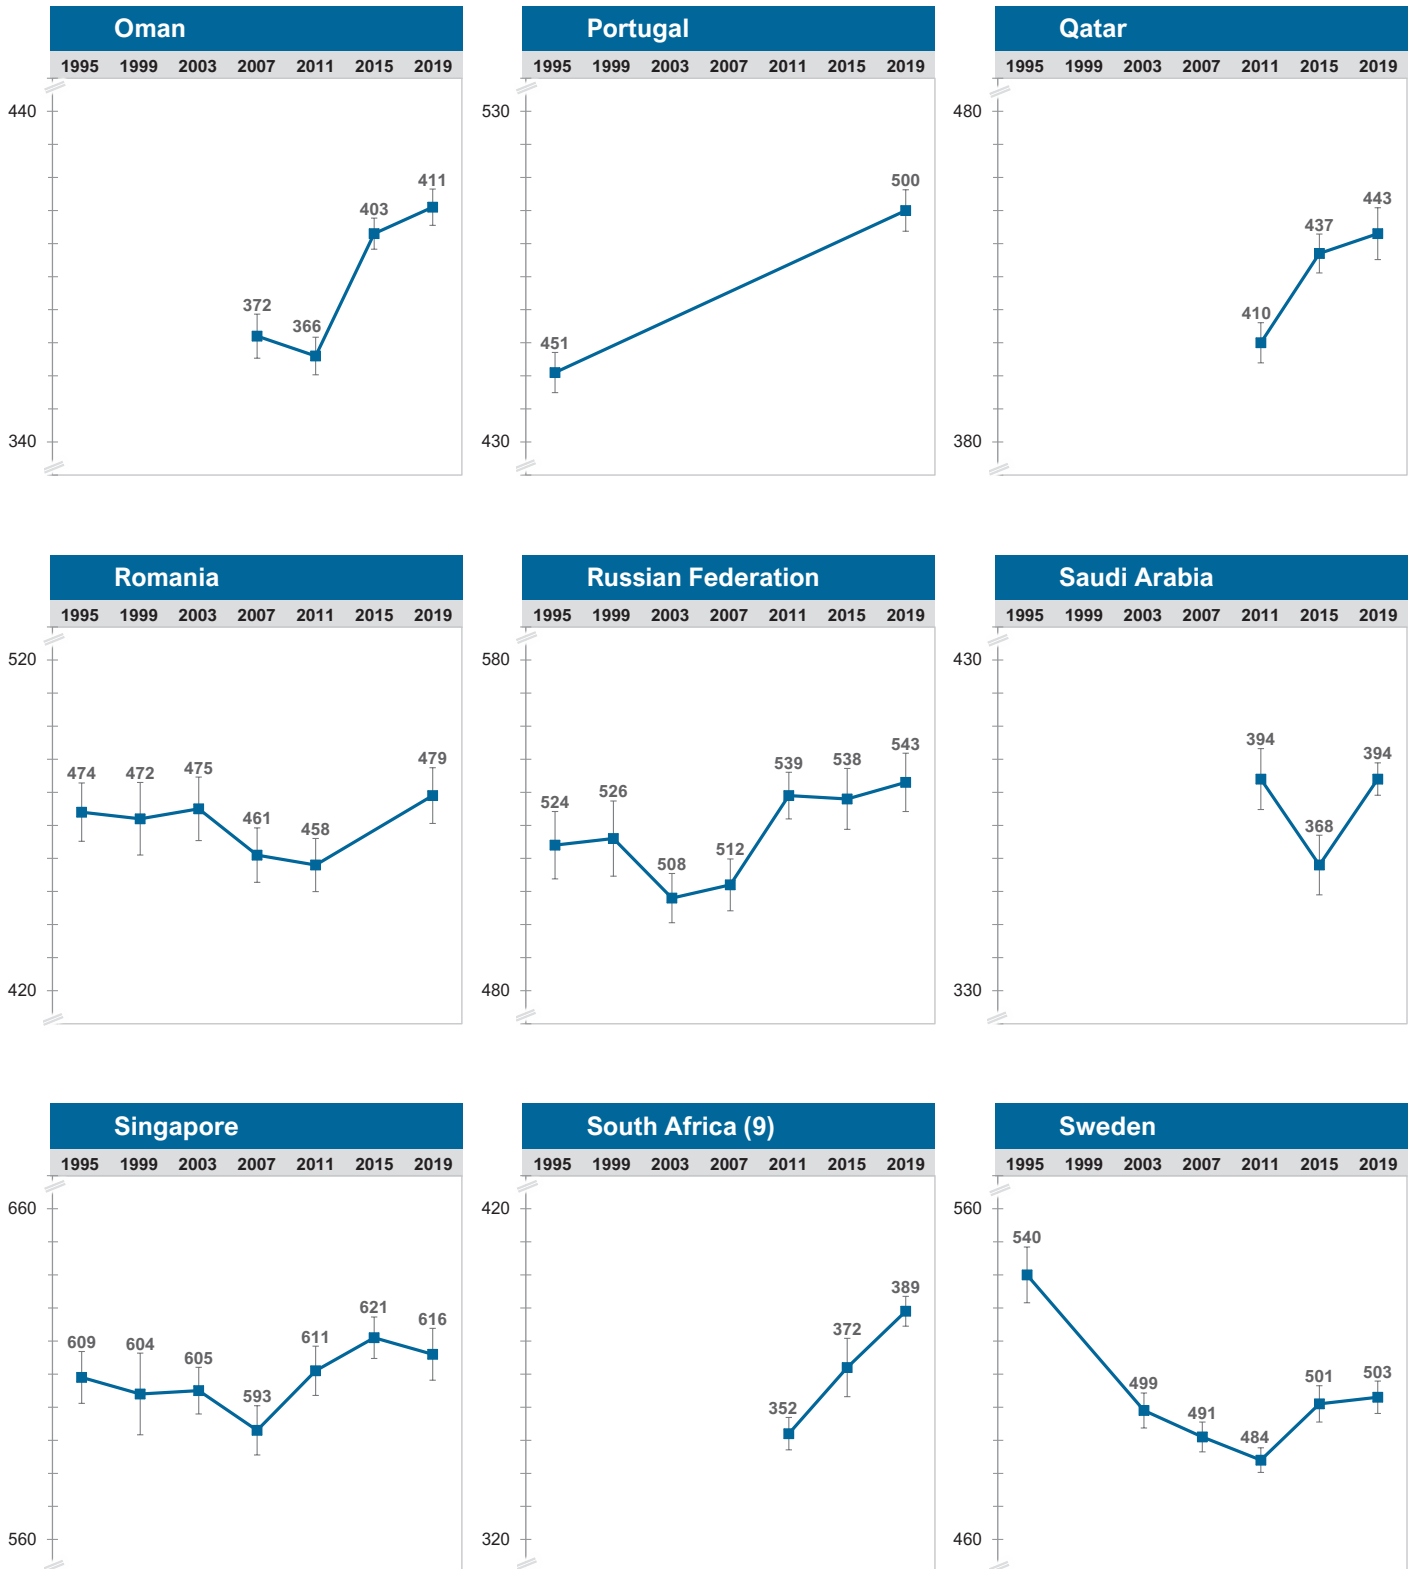 Oman
1995 1999 2003 2007 2011 2015 2019
440
411
403
372
366
340
Portugal
1995 1999 2003 2007 2011 2015 2019
530
500
451
430
Qatar
1995 1999 2003 2007 2011 2015 2019
480
443
437
410
380
Romania
1995 1999 2003 2007 2011 2015 2019
520
474 472 475 461 458 479
420
Russian Federation
1995 1999 2003 2007 2011 2015 2019
580
524 526 508 512 539 538 543
480
Saudi Arabia
1995 1999 2003 2007 2011 2015 2019
430
394 368 394
330
Singapore
1995 1999 2003 2007 2011 2015 2019
660
609 604 605 593 611 621 616
560
South Africa (9)
1995 1999 2003 2007 2011 2015 2019
420
352 372 389
320
Sweden
1995 1999 2003 2007 2011 2015 2019
560
540 499 491 484 501 503
460